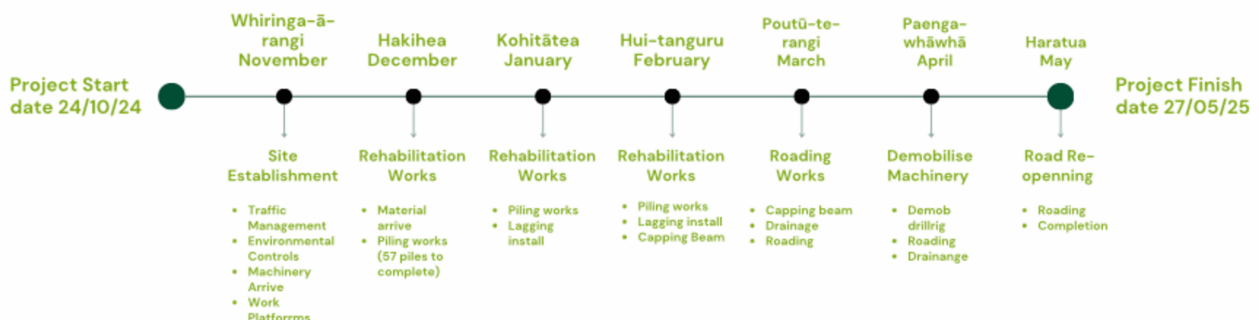 Project Start
date 24/10/24
Whiringa-ā-
rangi
November
Hakihea
December
Kohitātea
January
Hui-tanguru
February
Poutū-te-
rangi
March
Paenga-
whāwhā
April
Haratua
May
Project Finish
date 27/05/25
Site
Establishment
• Traffic
Management
• Environmental
Controls
• Machinery
Arrive
• Work
Platforrms
Rehabilitation
Works
• Material
arrive
• Piling works
(57 piles to
complete)
Rehabilitation
Works
• Piling works
• Lagging
install
Rehabilitation
Works
• Piling works
• Lagging install
• Capping Beam
Roading
Works
• Capping beam
• Drainage
• Roading
Demobilise
Machinery
• Demob
drillrig
• Roading
• Drainange
Road Re-
openning
• Roading
• Completion